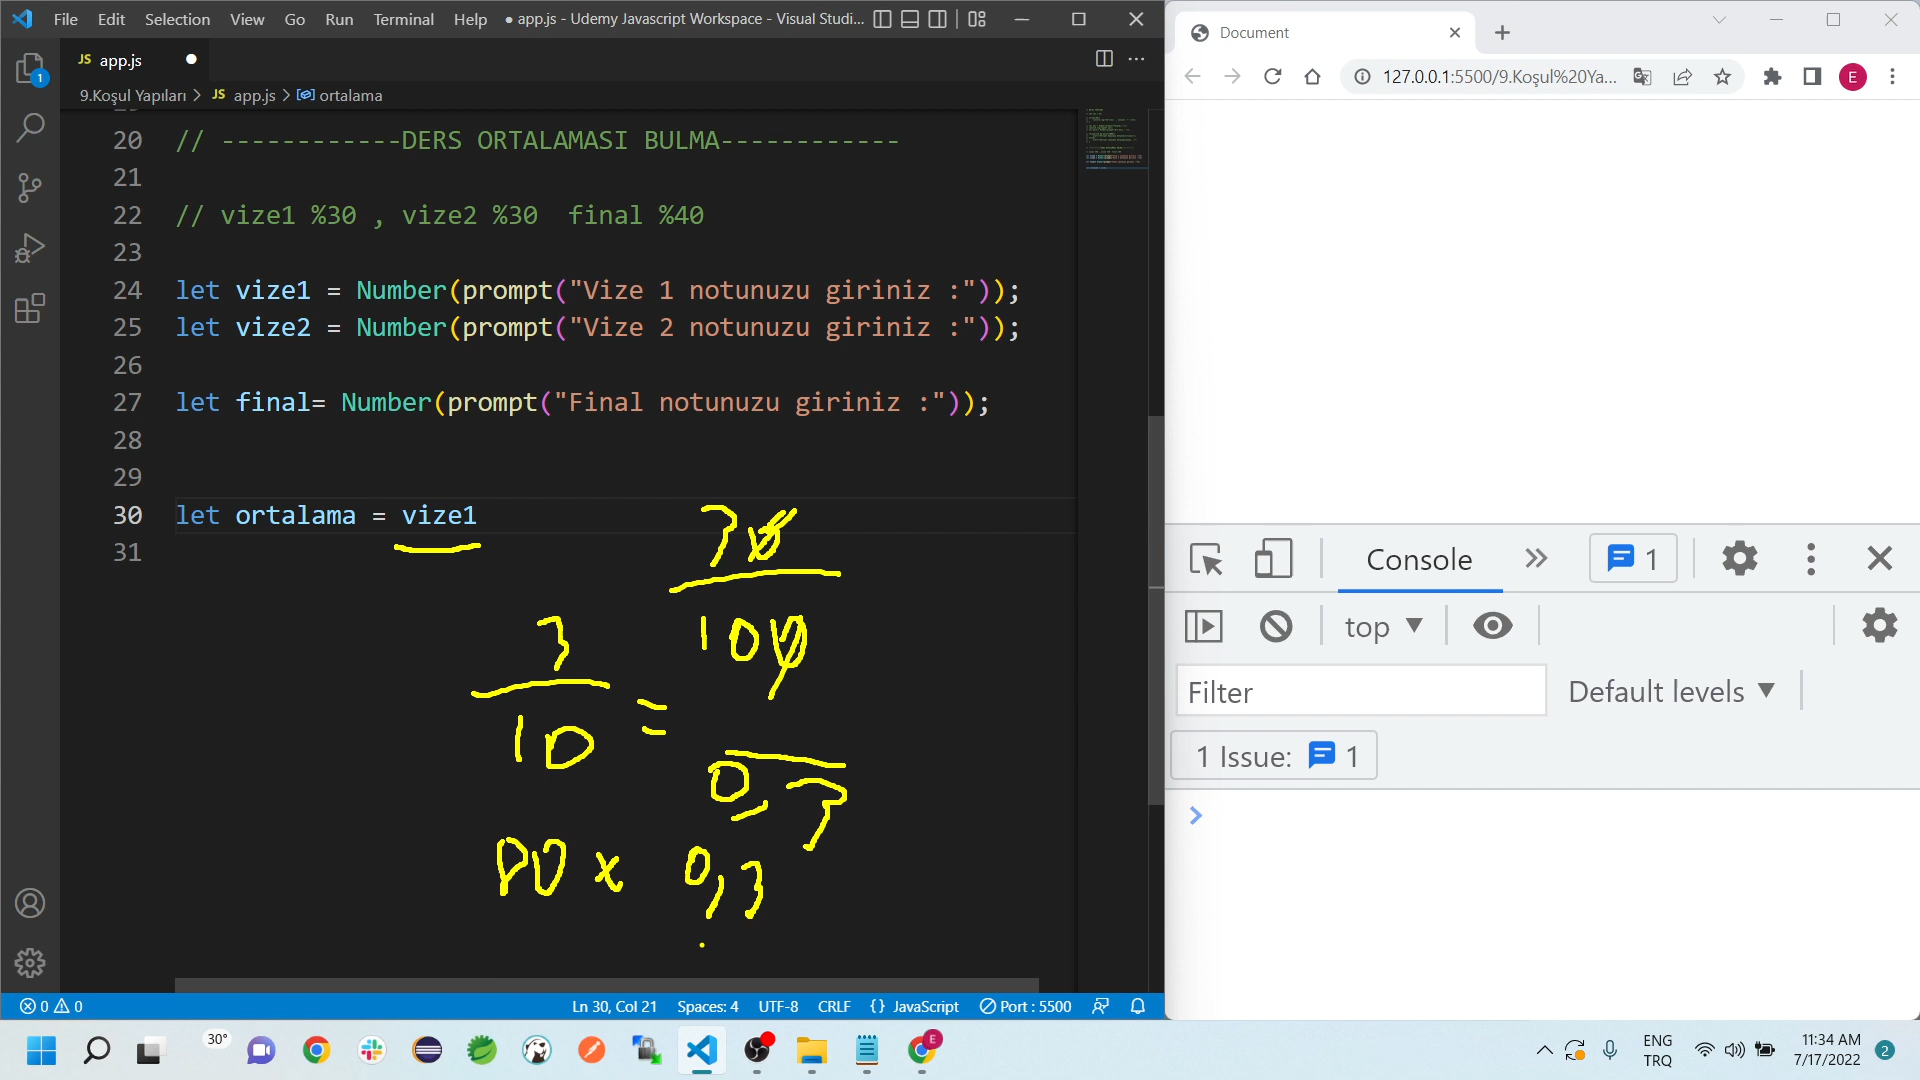 File Edit Selection View Go Run Terminal Help ● app.js - Udemy Javascript Workspace - Visual Studi...
JS app.js ●
9.Koşul Yapıları > JS app.js > ortalama
20 // ------------DERS ORTALAMASI BULMA------------
21
22 // vize1 %30 , vize2 %30  final %40
23
24 let vize1 = Number(prompt("Vize 1 notunuzu giriniz :"));
25 let vize2 = Number(prompt("Vize 2 notunuzu giriniz :"));
26
27 let final= Number(prompt("Final notunuzu giriniz :"));
28
29
30 let ortalama = vize1
31
30
100
3
10 =
0,3
80 x 0,3
1
0 0 Ln 30, Col 21 Spaces: 4 UTF-8 CRLF {} JavaScript Port : 5500
Document
127.0.0.1:5500/9.Koşul%20Ya... E
Console 1
top
Filter Default levels
1 Issue: 1
30°
E
ENG
TRQ
11:34 AM
7/17/2022
2